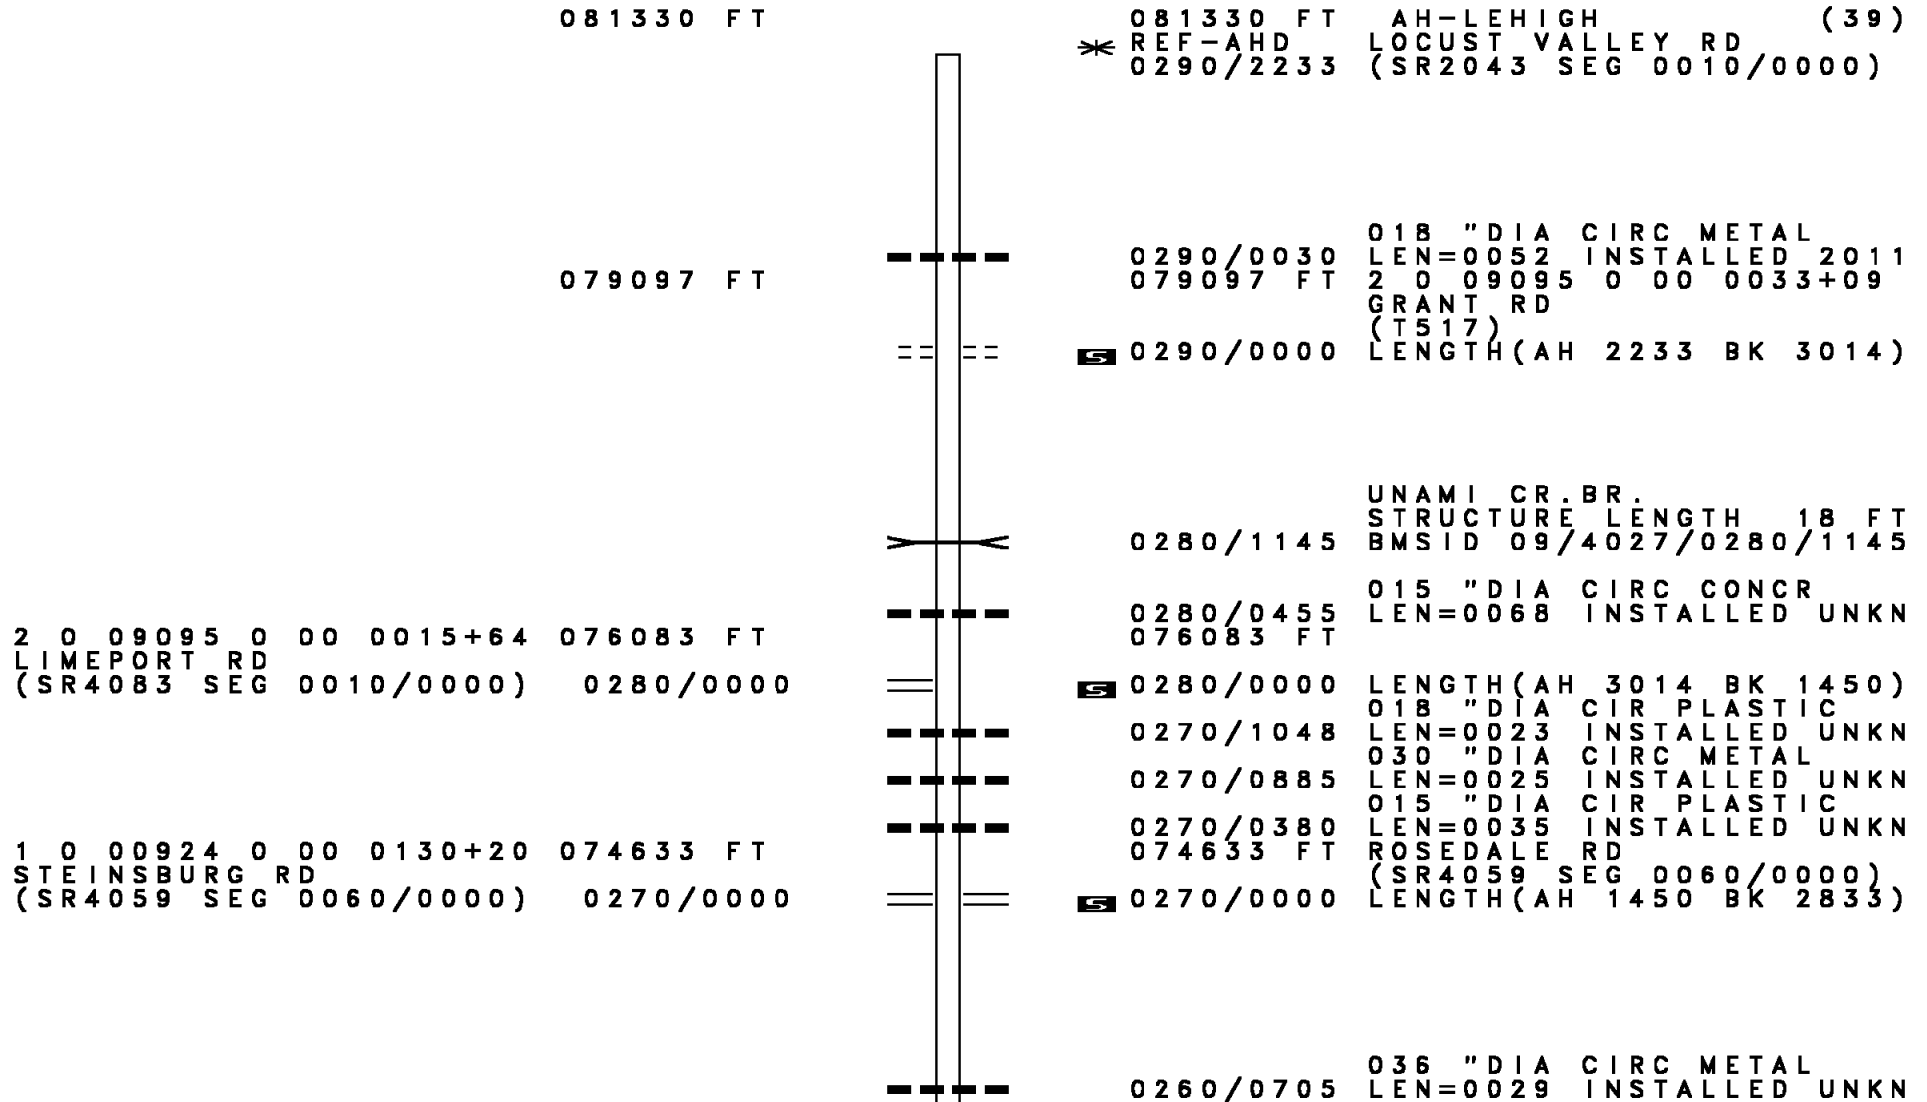 081330 FT 081330 FT AH-LEHIGH (39)
REF-AHD LOCUST VALLEY RD
0290/2233 (SR2043 SEG 0010/0000)
018 "DIA CIRC METAL
0290/0030 LEN=0052 INSTALLED 2011
079097 FT 079097 FT 2 0 09095 0 00 0033+09
GRANT RD
(T517)
S 0290/0000 LENGTH(AH 2233 BK 3014)
UNAMI CR.BR.
STRUCTURE LENGTH 18 FT
0280/1145 BMSID 09/4027/0280/1145
015 "DIA CIRC CONCR
0280/0455 LEN=0068 INSTALLED UNKN
2 0 09095 0 00 0015+64 076083 FT 076083 FT
LIMEPORT RD
(SR4083 SEG 0010/0000) 0280/0000 S 0280/0000 LENGTH(AH 3014 BK 1450)
018 "DIA CIR PLASTIC
0270/1048 LEN=0023 INSTALLED UNKN
030 "DIA CIRC METAL
0270/0885 LEN=0025 INSTALLED UNKN
015 "DIA CIR PLASTIC
0270/0380 LEN=0035 INSTALLED UNKN
1 0 00924 0 00 0130+20 074633 FT 074633 FT ROSEDALE RD
STEINSBURG RD (SR4059 SEG 0060/0000)
(SR4059 SEG 0060/0000) 0270/0000 S 0270/0000 LENGTH(AH 1450 BK 2833)
036 "DIA CIRC METAL
0260/0705 LEN=0029 INSTALLED UNKN